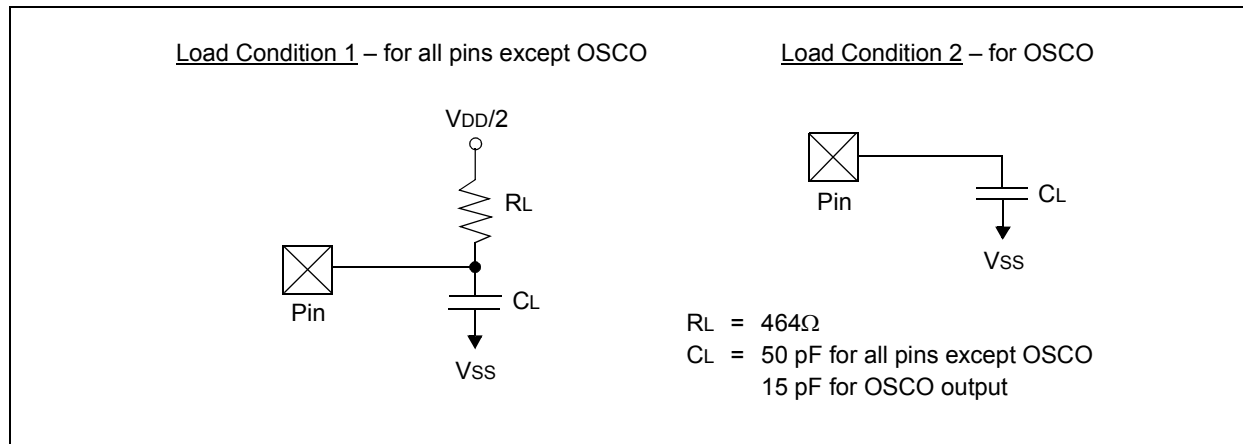 Load Condition 1 – for all pins except OSCO
VDD/2
RL
Pin
CL
VSS
Load Condition 2 – for OSCO
Pin
CL
VSS
RL = 464Ω
CL = 50 pF for all pins except OSCO
15 pF for OSCO output